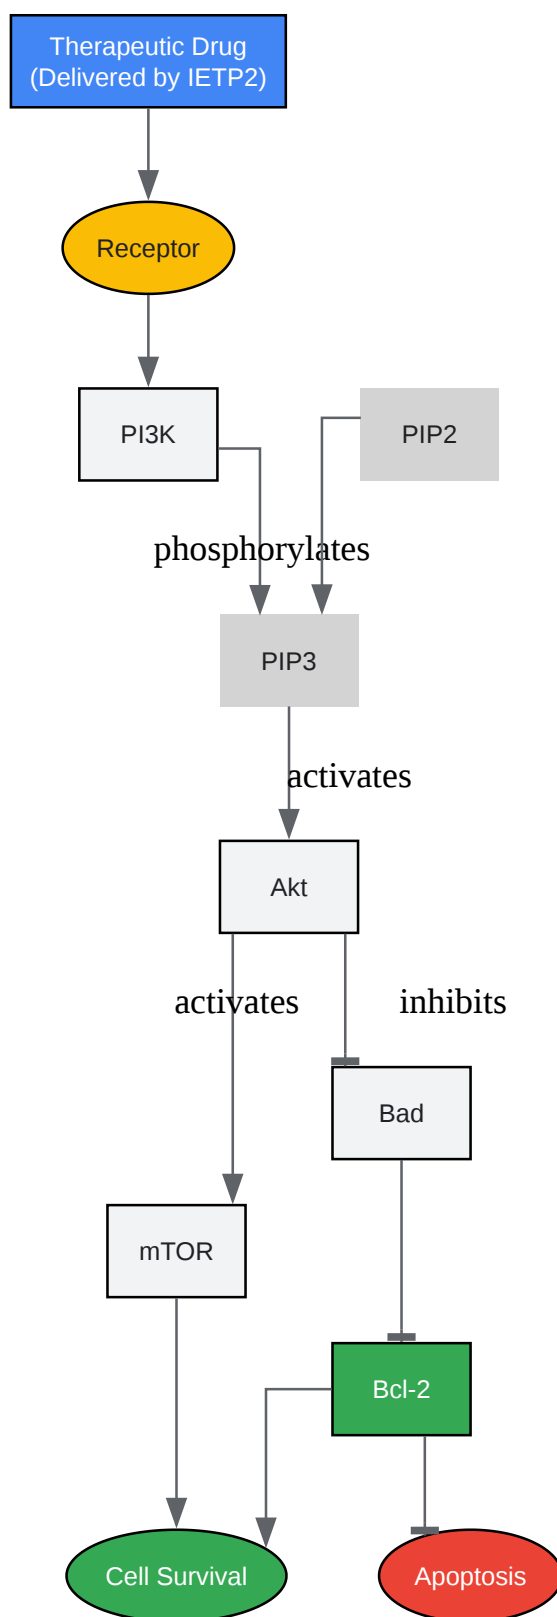 Therapeutic Drug
(Delivered by IETP2)
Receptor
PI3K
PIP2
phosphorylates
PIP3
activates
Akt
activates
inhibits
Bad
mTOR
Bcl-2
Cell Survival
Apoptosis